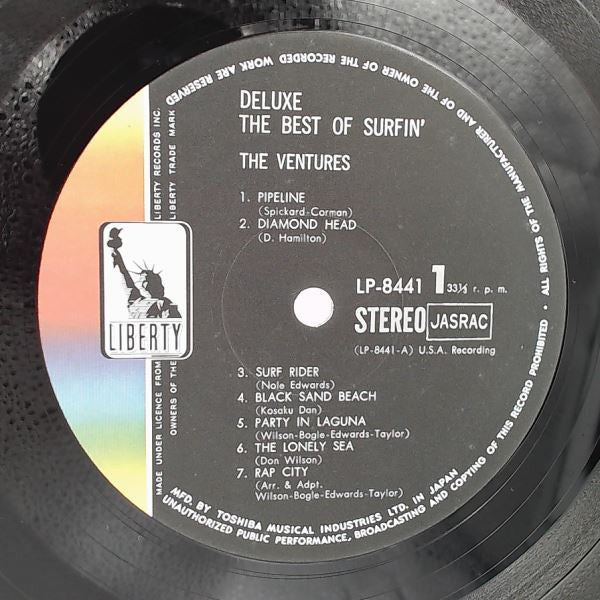 DELUXE
THE BEST OF SURFIN'
THE VENTURES
1. PIPELINE
(Spickard-Carman)
2. DIAMOND HEAD
(D. Hamilton)
LP-8441 1 33⅓ r. p. m.
STEREO JASRAC
(LP-8441-A) U.S.A. Recording
3. SURF RIDER
(Nole Edwards)
4. BLACK SAND BEACH
(Kosaku Dan)
5. PARTY IN LAGUNA
(Wilson-Bogle-Edwards-Taylor)
6. THE LONELY SEA
(Don Wilson)
7. RAP CITY
(Arr. & Adpt.
Wilson-Bogle-Edwards-Taylor)
LIBERTY
MADE UNDER LICENCE FROM LIBERTY RECORDS INC.
OWNERS OF THE LIBERTY TRADE MARK
ALL RIGHTS OF THE MANUFACTURER AND OF THE OWNER OF THE RECORDED WORK ARE RESERVED
MFD. BY TOSHIBA MUSICAL INDUSTRIES LTD. IN JAPAN
UNAUTHORIZED PUBLIC PERFORMANCE, BROADCASTING AND COPYING OF THIS RECORD PROHIBITED •